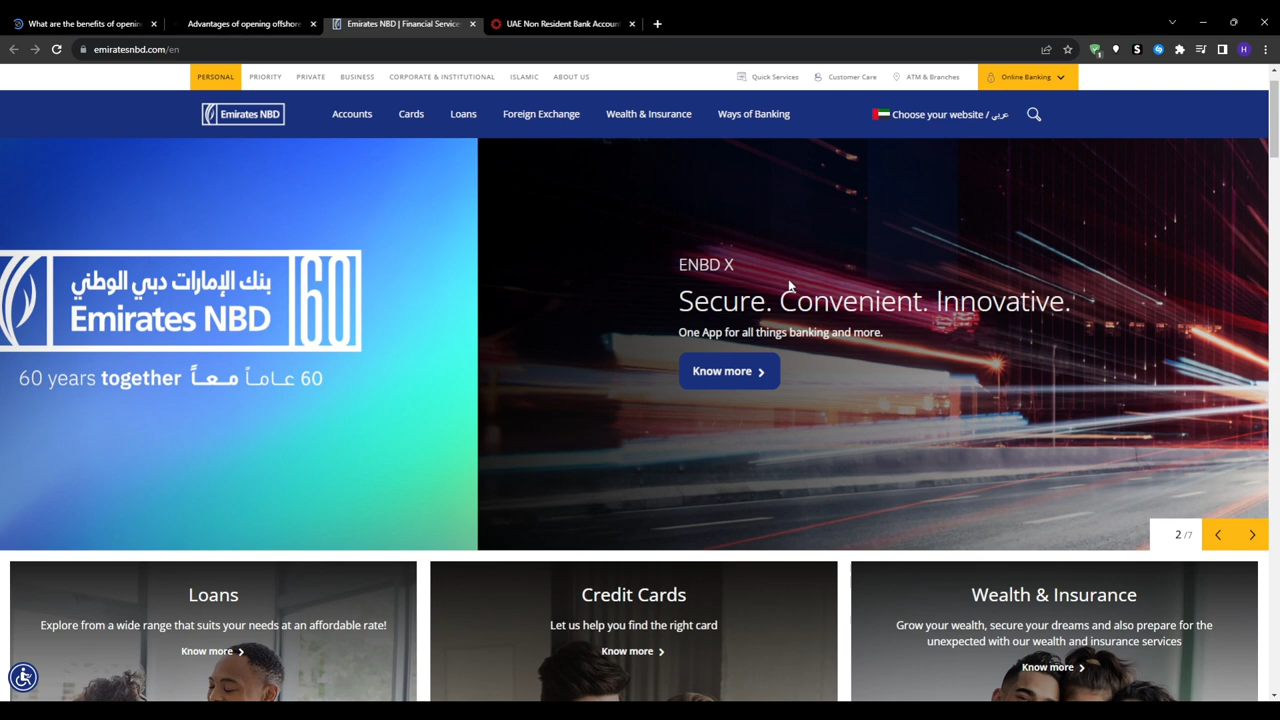 What are the benefits of openin
Advantages of opening offshore
Emirates NBD | Financial Service
UAE Non Resident Bank Account
emiratesnbd.com/en
S
H
PERSONAL
PRIORITY
PRIVATE
BUSINESS
CORPORATE & INSTITUTIONAL
ISLAMIC
ABOUT US
Quick Services
Customer Care
ATM & Branches
Online Banking
Emirates NBD
Accounts
Cards
Loans
Foreign Exchange
Wealth & Insurance
Ways of Banking
Choose your website / عربي
بنك الإمارات دبي الوطني
Emirates NBD
60
60 years together معاً 60 عاماً
ENBD X
Secure. Convenient. Innovative.
One App for all things banking and more.
Know more
2 /7
Loans
Explore from a wide range that suits your needs at an affordable rate!
Know more
Credit Cards
Let us help you find the right card
Know more
Wealth & Insurance
Grow your wealth, secure your dreams and also prepare for the
unexpected with our wealth and insurance services
Know more